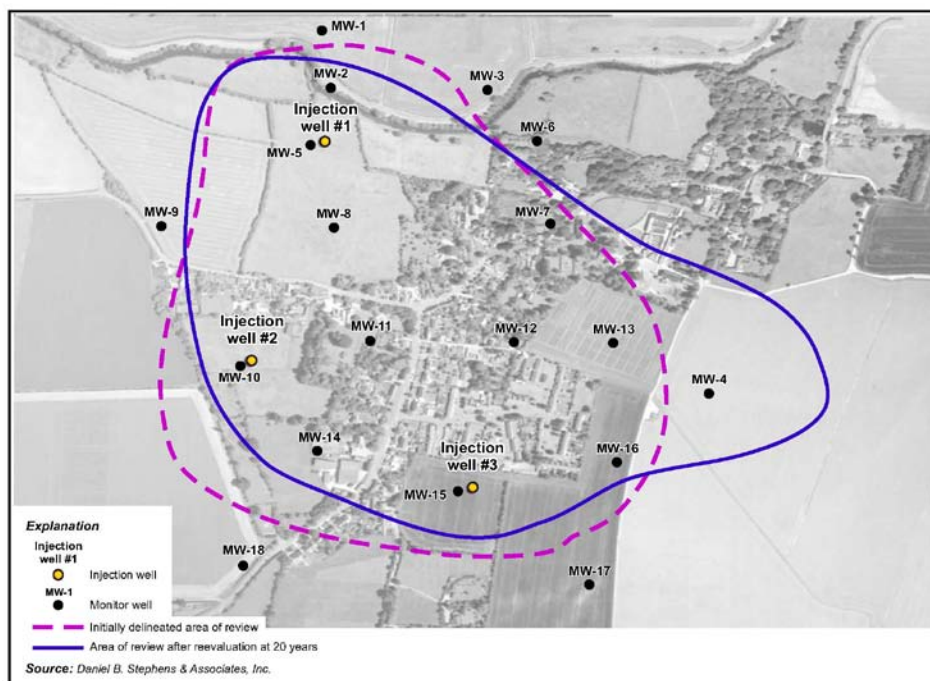 MW-1
MW-2
MW-3
Injection
well #1
MW-5
MW-6
MW-9
MW-8
MW-7
Injection
well #2
MW-11
MW-12
MW-13
MW-10
MW-4
MW-14
Injection
well #3
MW-16
MW-15
MW-18
MW-17
Explanation
Injection
well #1
Injection well
MW-1
Monitor well
Initially delineated area of review
Area of review after reevaluation at 20 years
Source: Daniel B. Stephens & Associates, Inc.